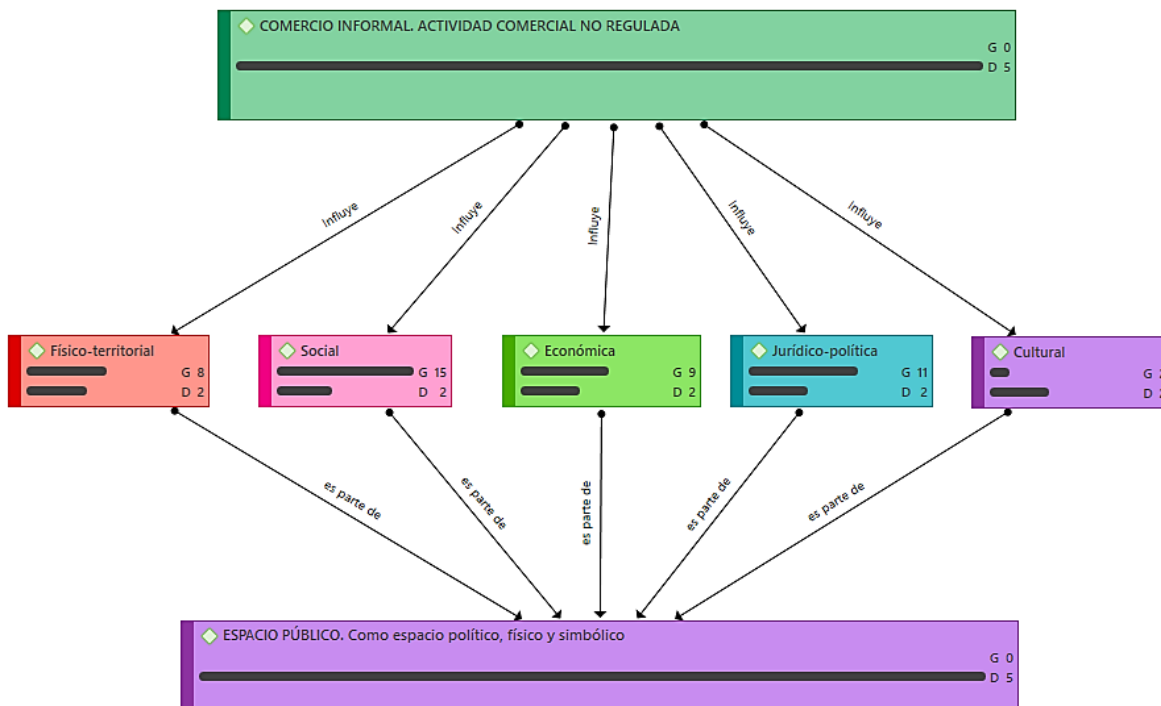 COMERCIO INFORMAL. ACTIVIDAD COMERCIAL NO REGULADA
G 0
D 5
Influye
Influye
Influye
Influye
Influye
Físico-territorial
G 8
D 2
Social
G 15
D 2
Económica
G 9
D 2
Jurídico-política
G 11
D 2
Cultural
G
D
es parte de
es parte de
es parte de
es parte de
es parte de
ESPACIO PÚBLICO. Como espacio político, físico y simbólico
G 0
D 5